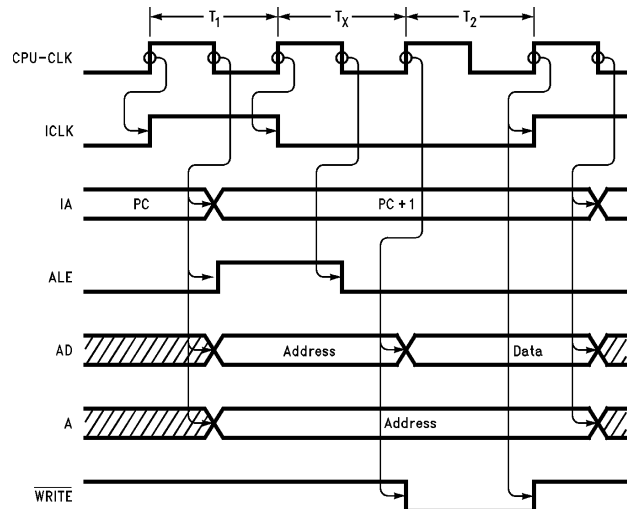 T1 TX T2
CPU-CLK
ICLK
IA PC PC + 1
ALE
AD Address Data
A Address
WRITE